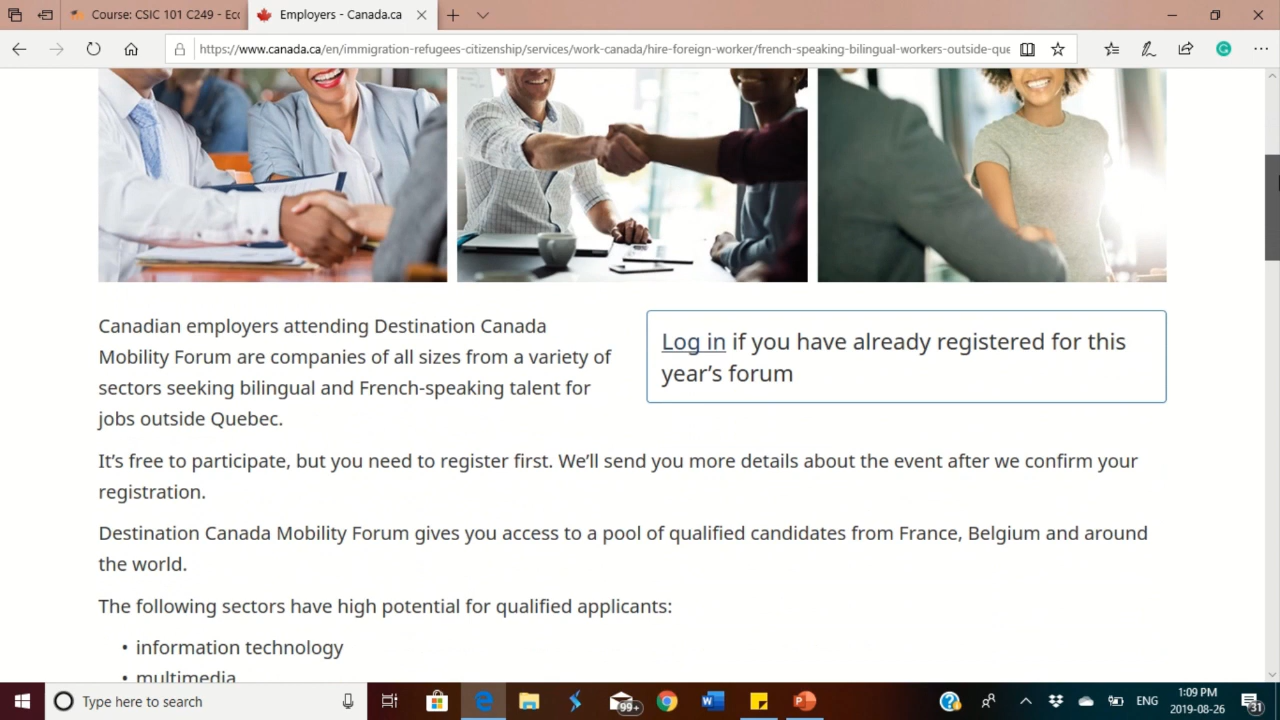 Course: CSIC 101 C249 - Ecc
Employers - Canada.ca
https://www.canada.ca/en/immigration-refugees-citizenship/services/work-canada/hire-foreign-worker/french-speaking-bilingual-workers-outside-que
Canadian employers attending Destination Canada
Mobility Forum are companies of all sizes from a variety of
sectors seeking bilingual and French-speaking talent for
jobs outside Quebec.
Log in if you have already registered for this
year's forum
It's free to participate, but you need to register first. We'll send you more details about the event after we confirm your
registration.
Destination Canada Mobility Forum gives you access to a pool of qualified candidates from France, Belgium and around
the world.
The following sectors have high potential for qualified applicants:
• information technology
• multimedia
Type here to search
99+
ENG
1:09 PM
2019-08-26
31